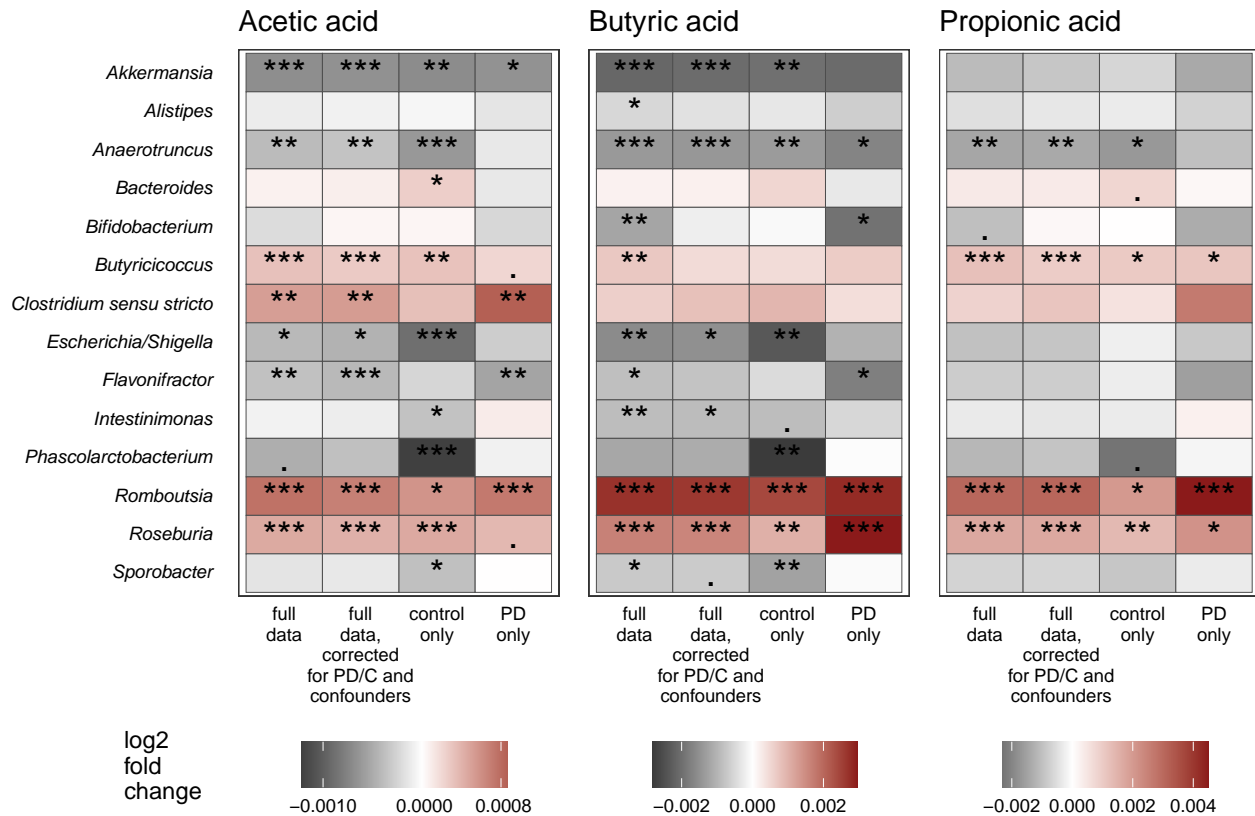 Acetic acid
Butyric acid
Propionic acid
Akkermansia *** *** ** * *** *** **
Alistipes *
Anaerotruncus ** ** *** *** *** ** * ** ** *
Bacteroides * .
Bifidobacterium ** * .
Butyricicoccus *** *** ** . ** *** *** * *
Clostridium sensu stricto ** ** **
Escherichia/Shigella * * *** ** * **
Flavonifractor ** *** ** * *
Intestinimonas * ** * .
Phascolarctobacterium . *** ** .
Romboutsia *** *** * *** *** *** *** *** *** *** * ***
Roseburia *** *** *** . *** *** ** *** *** *** ** *
Sporobacter * * . **
full
data
full
data,
corrected
for PD/C and
confounders
control
only
PD
only
full
data
full
data,
corrected
for PD/C and
confounders
control
only
PD
only
full
data
full
data,
corrected
for PD/C and
confounders
control
only
PD
only
log2
fold
change
−0.0010 0.0000 0.0008
−0.002 0.000 0.002
−0.002 0.000 0.002 0.004